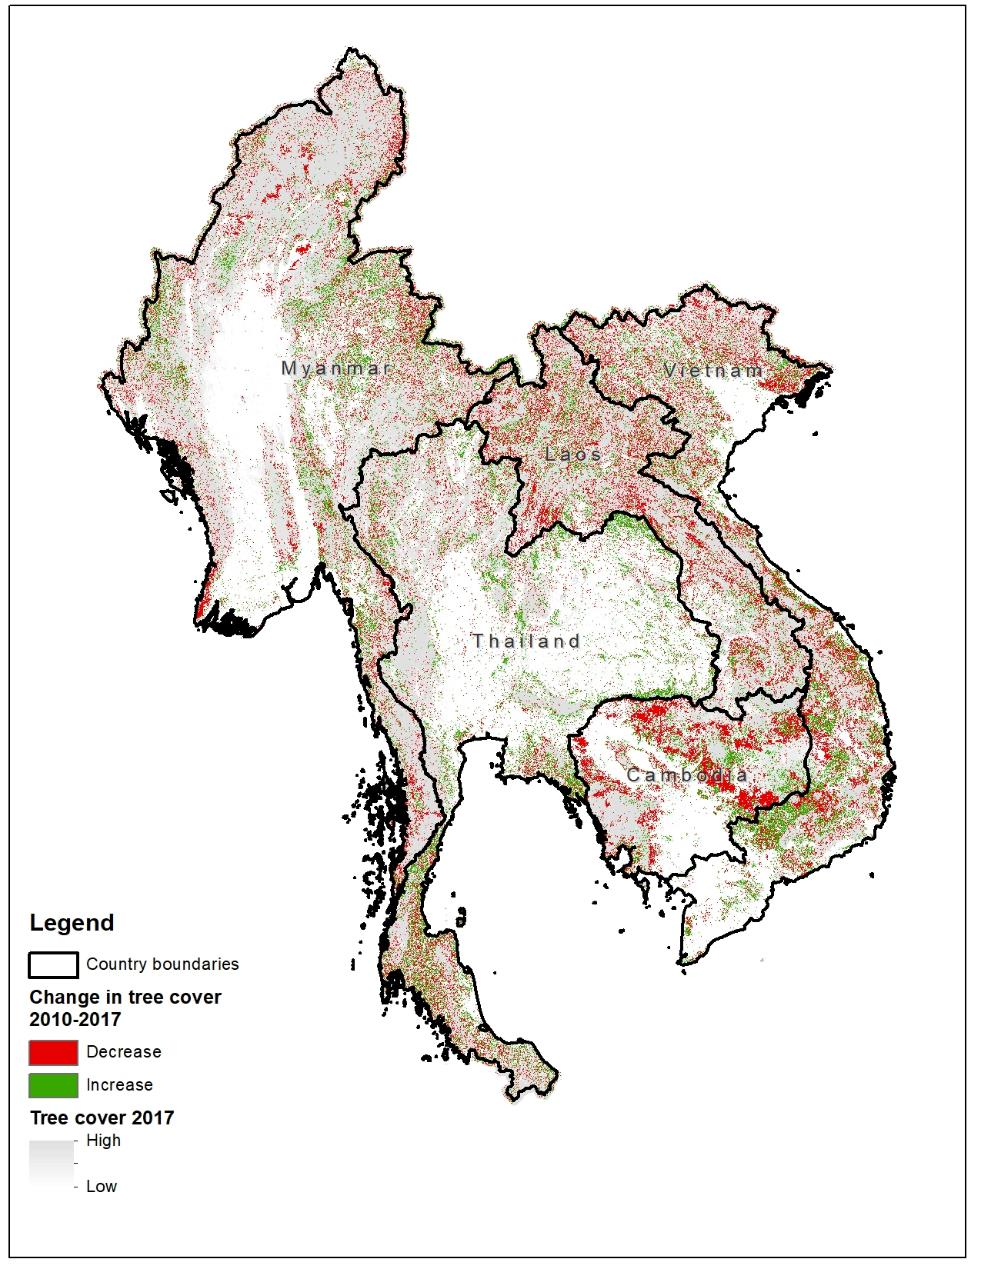 Myanmar
Vietnam
Laos
Thailand
Cambodia
Legend
Country boundaries
Change in tree cover
2010-2017
Decrease
Increase
Tree cover 2017
High
Low